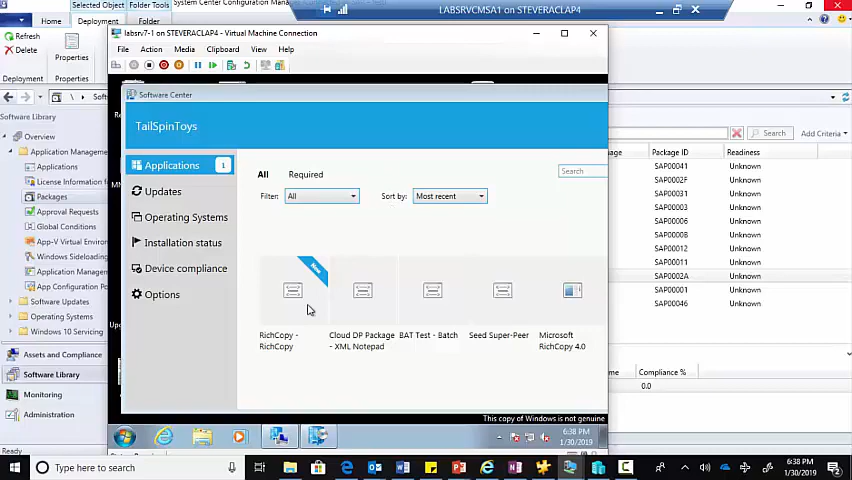 Selected Object
System Center Configuration Man
LABSRVCMSA1 on STEVERACLAP4
Home
Deployment
Folder
Refresh
Delete
Properties
Deployment
Properties
labsrv7-1 on STEVERACLAP4 - Virtual Machine Connection
File
Action
Media
Clipboard
View
Help
Software Center
TailSpinToys
Applications
1
Updates
Operating Systems
Installation status
Device compliance
Options
All
Required
Search
Filter:
All
Sort by:
Most recent
New
RichCopy -
RichCopy
Cloud DP Package
- XML Notepad
BAT Test - Batch
Seed Super-Peer
Microsoft
RichCopy 4.0
This copy of Windows is not genuine
6:38 PM
1/30/2019
Software Library
Overview
Application Management
Applications
License Information for
Packages
Approval Requests
Global Conditions
App-V Virtual Environ
Windows Sideloading
Application Management
App Configuration Pol
Software Updates
Operating Systems
Windows 10 Servicing
Assets and Compliance
Software Library
Monitoring
Administration
Ready
Search
Add Criteria
Package ID
Readiness
SAP00041
Unknown
SAP0002F
Unknown
SAP00031
Unknown
SAP00003
Unknown
SAP00006
Unknown
SAP0000B
Unknown
SAP00012
Unknown
SAP00011
Unknown
SAP0002A
Unknown
SAP00001
Unknown
SAP00046
Unknown
Compliance %
0.0
Type here to search
6:38 PM
1/30/2019